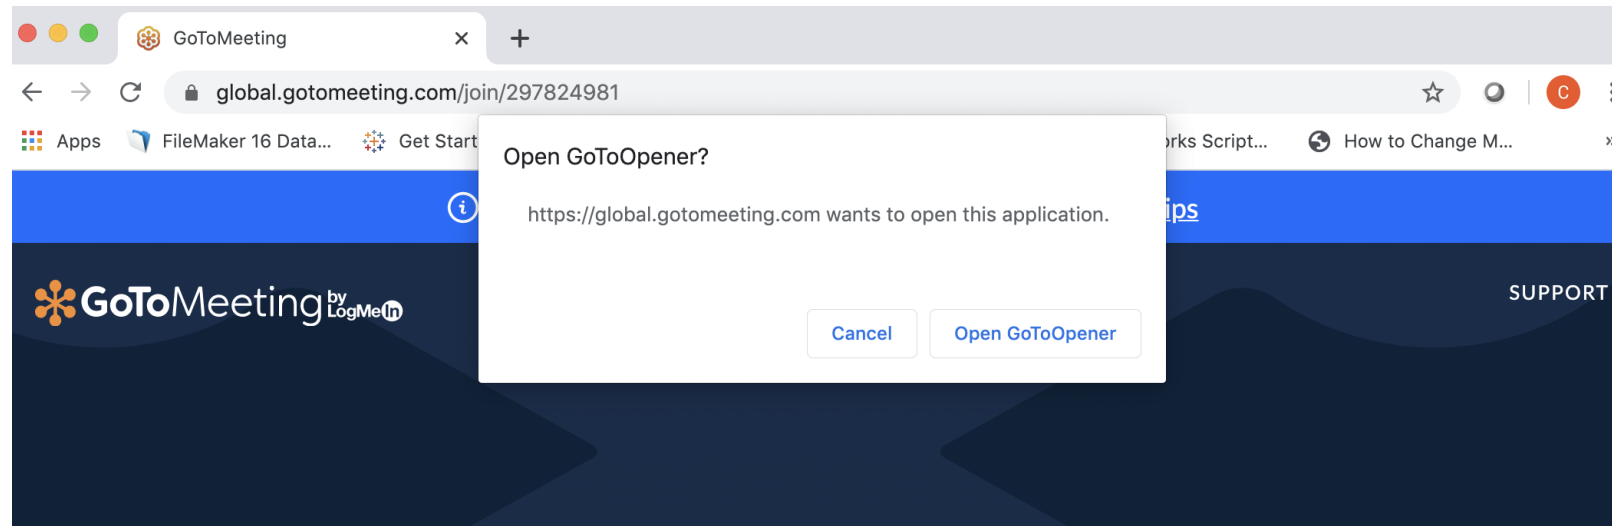 GoToMeeting
global.gotomeeting.com/join/297824981
C
Apps
FileMaker 16 Data...
Get Start
rks Script...
How to Change M...
Open GoToOpener?
https://global.gotomeeting.com wants to open this application.
Cancel
Open GoToOpener
ips
GoToMeeting by LogMeIn
SUPPORT